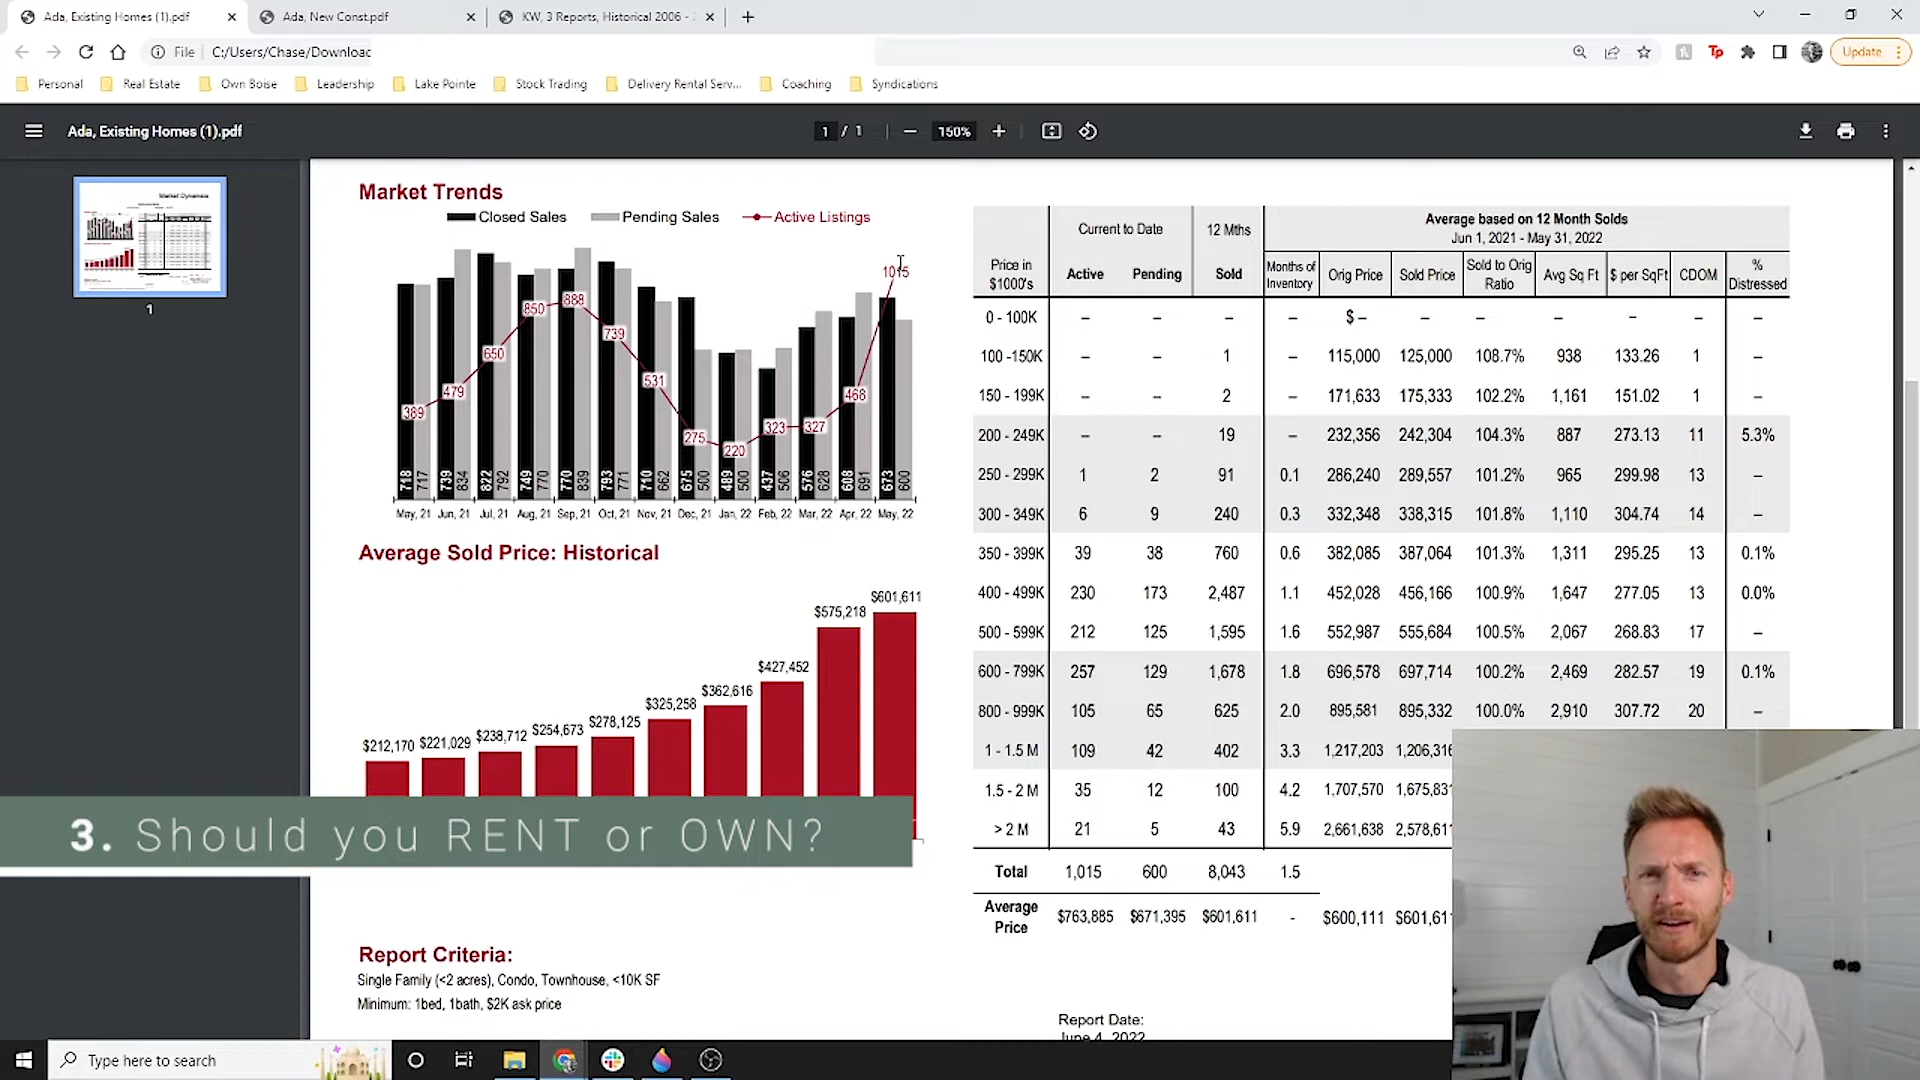 Ada, Existing Homes (1).pdf
Ada, New Const.pdf
KW, 3 Reports, Historical 2006 -
File C:/Users/Chase/Downloac
Update
Personal Real Estate Own Boise Leadership Lake Pointe Stock Trading Delivery Rental Serv... Coaching Syndications
Ada, Existing Homes (1).pdf
1 / 1 150%
1
Market Trends
Closed Sales Pending Sales Active Listings
389 479 650 850 888 739 531 275 220 323 327 468 1015
718 717 739 834 822 792 749 770 770 839 793 771 710 662 675 500 489 500 437 506 576 628 608 691 673 600
May, 21 Jun, 21 Jul, 21 Aug, 21 Sep, 21 Oct, 21 Nov, 21 Dec, 21 Jan, 22 Feb, 22 Mar, 22 Apr, 22 May, 22
Average Sold Price: Historical
$212,170 $221,029 $238,712 $254,673 $278,125 $325,258 $362,616 $427,452 $575,218 $601,611
3. Should you RENT or OWN?
Report Criteria:
Single Family (<2 acres), Condo, Townhouse, <10K SF
Minimum: 1bed, 1bath, $2K ask price
Current to Date 12 Mths Average based on 12 Month Solds
Jun 1, 2021 - May 31, 2022
Price in $1000's Active Pending Sold Months of Inventory Orig Price Sold Price Sold to Orig Ratio Avg Sq Ft $ per SqFt CDOM % Distressed
0 - 100K – – – – $ – – – – – – –
100 -150K – – 1 – 115,000 125,000 108.7% 938 133.26 1 –
150 - 199K – – 2 – 171,633 175,333 102.2% 1,161 151.02 1 –
200 - 249K – – 19 – 232,356 242,304 104.3% 887 273.13 11 5.3%
250 - 299K 1 2 91 0.1 286,240 289,557 101.2% 965 299.98 13 –
300 - 349K 6 9 240 0.3 332,348 338,315 101.8% 1,110 304.74 14 –
350 - 399K 39 38 760 0.6 382,085 387,064 101.3% 1,311 295.25 13 0.1%
400 - 499K 230 173 2,487 1.1 452,028 456,166 100.9% 1,647 277.05 13 0.0%
500 - 599K 212 125 1,595 1.6 552,987 555,684 100.5% 2,067 268.83 17 –
600 - 799K 257 129 1,678 1.8 696,578 697,714 100.2% 2,469 282.57 19 0.1%
800 - 999K 105 65 625 2.0 895,581 895,332 100.0% 2,910 307.72 20 –
1 - 1.5 M 109 42 402 3.3 1,217,203 1,206,316
1.5 - 2 M 35 12 100 4.2 1,707,570 1,675,831
> 2 M 21 5 43 5.9 2,661,638 2,578,611
Total 1,015 600 8,043 1.5
Average Price $763,885 $671,395 $601,611 - $600,111 $601,611
Report Date:
June 4, 2022
Type here to search